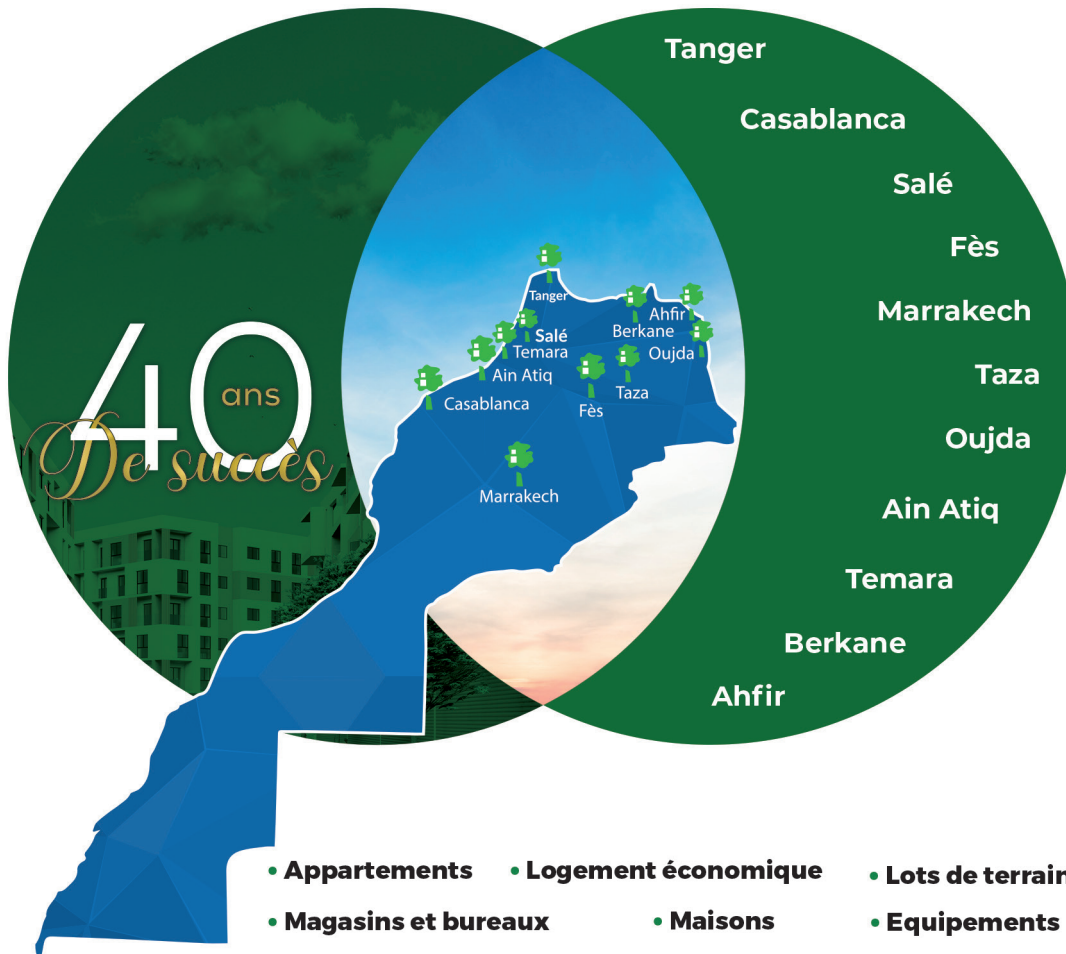 40
ans
De succès
Tanger
Casablanca
Salé
Fès
Marrakech
Taza
Oujda
Ain Atiq
Temara
Berkane
Ahfir
Tanger
Ahfir
Berkane
Salé
Temara
Oujda
Ain Atiq
Taza
Casablanca
Fès
Marrakech
• Appartements • Logement économique • Lots de terrain
• Magasins et bureaux • Maisons • Equipements